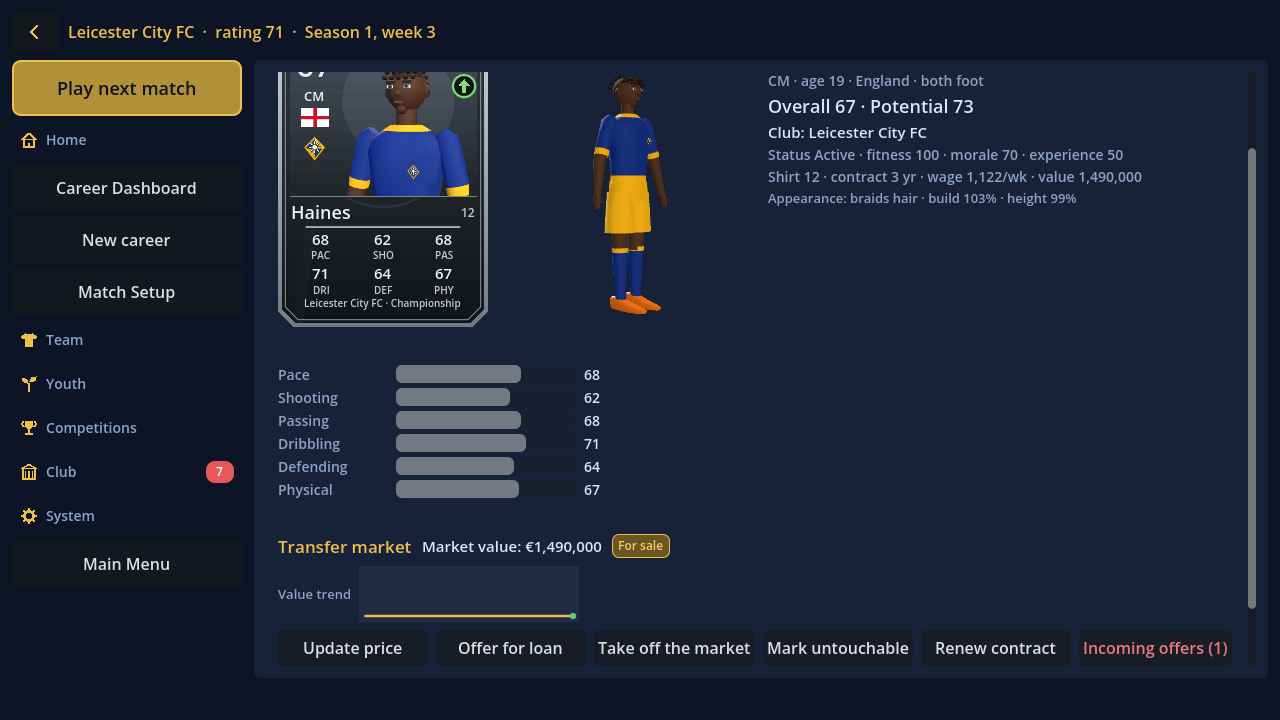 Leicester City FC · rating 71 · Season 1, week 3
Play next match
Home
Career Dashboard
New career
Match Setup
Team
Youth
Competitions
Club 7
System
Main Menu
CM
Haines 12
68 62 68
PAC SHO PAS
71 64 67
DRI DEF PHY
Leicester City FC · Championship
CM · age 19 · England · both foot
Overall 67 · Potential 73
Club: Leicester City FC
Status Active · fitness 100 · morale 70 · experience 50
Shirt 12 · contract 3 yr · wage 1,122/wk · value 1,490,000
Appearance: braids hair · build 103% · height 99%
Pace 68
Shooting 62
Passing 68
Dribbling 71
Defending 64
Physical 67
Transfer market Market value: €1,490,000 For sale
Value trend
Update price Offer for loan Take off the market Mark untouchable Renew contract Incoming offers (1)